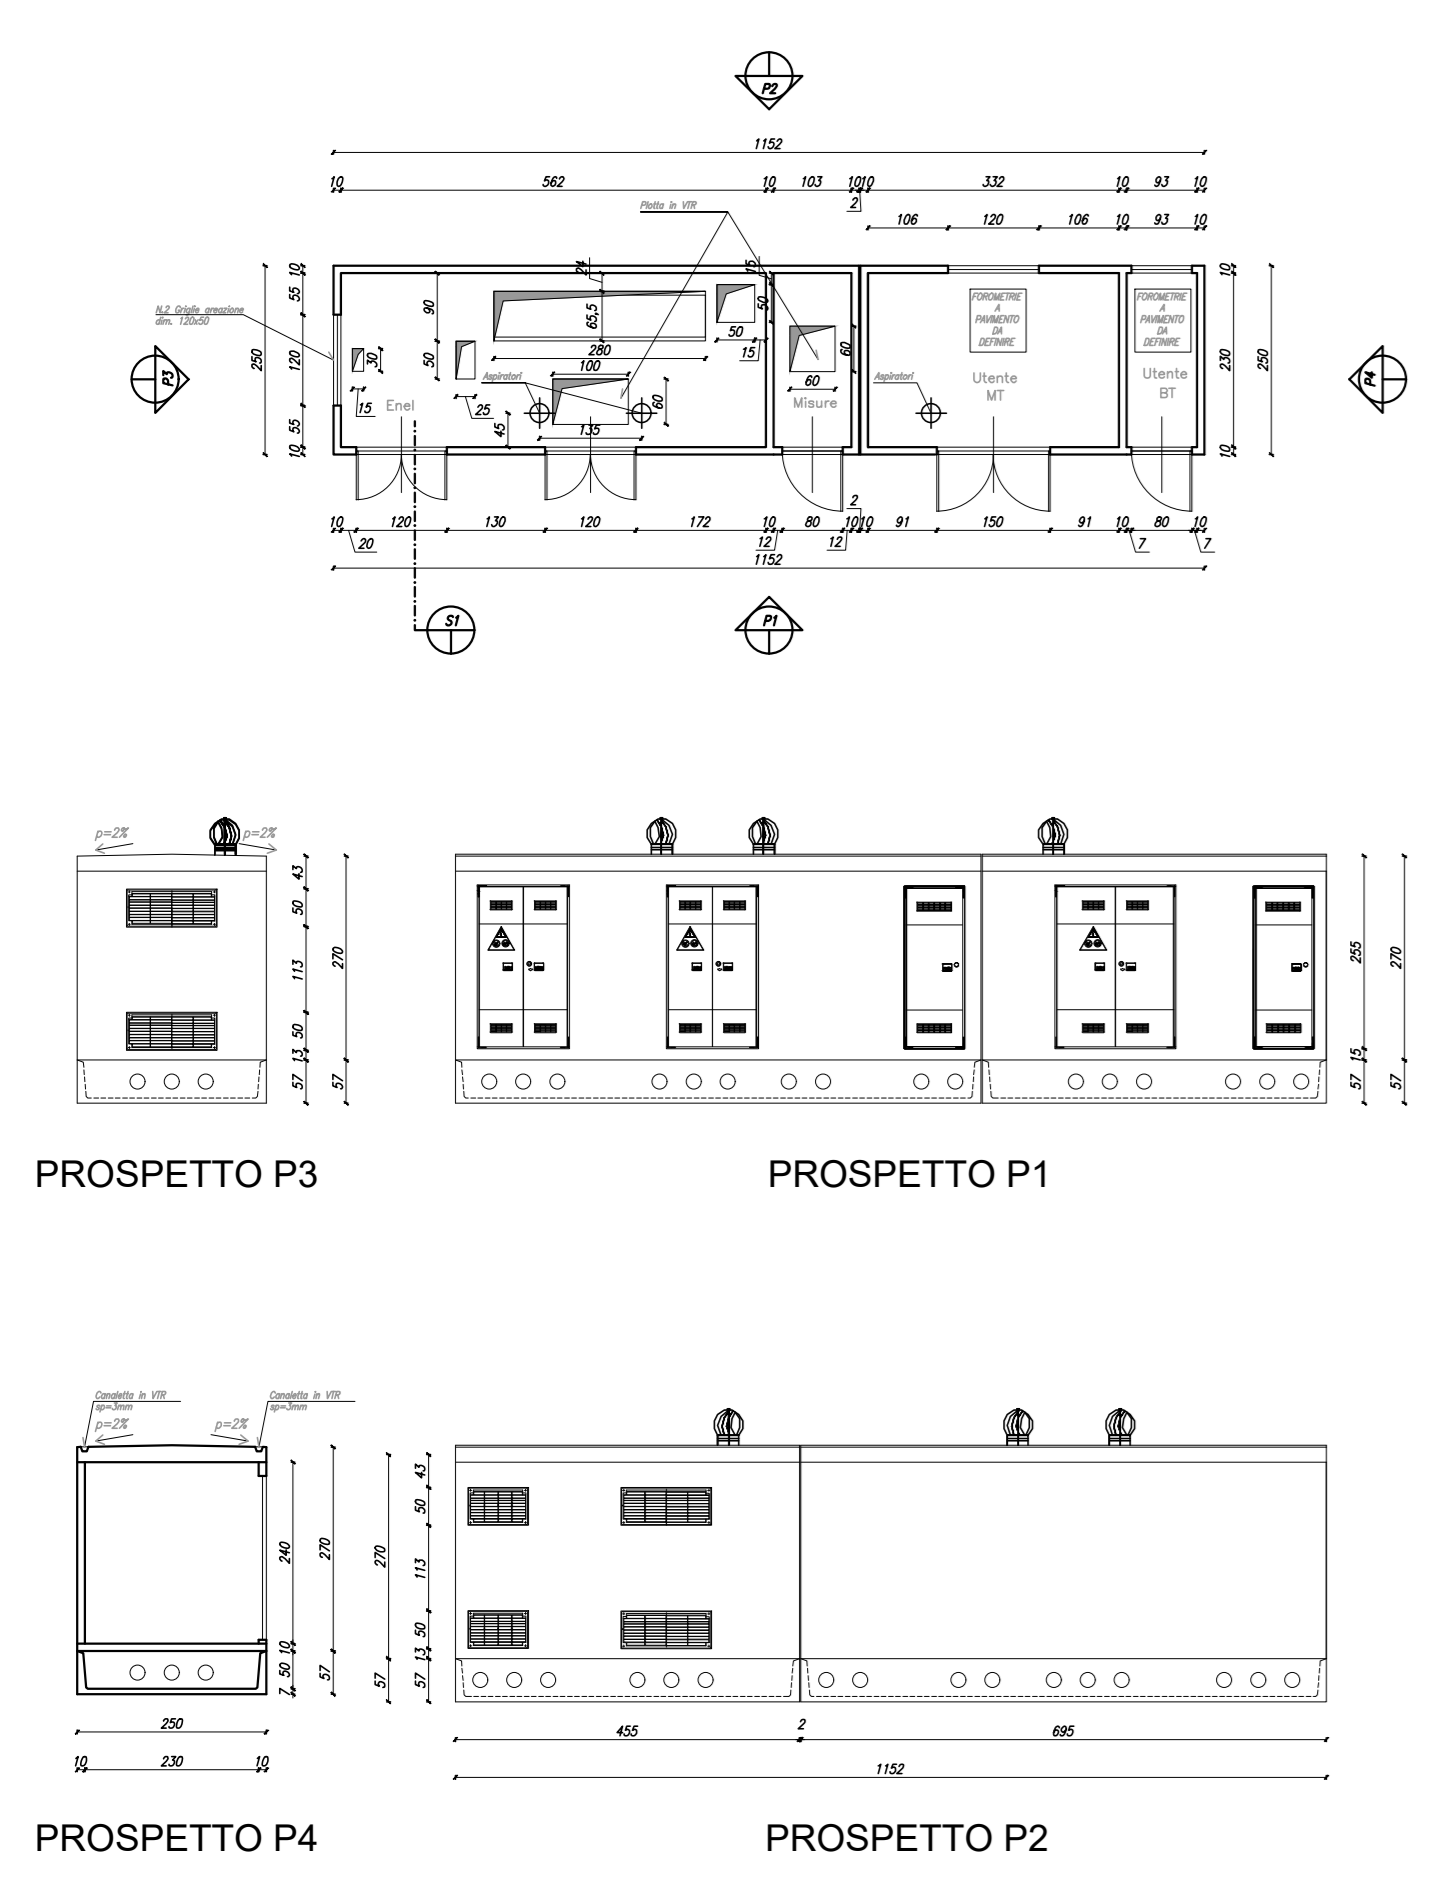 P2
1152
10 562 10 103 10 10 332 10 93 10
2
Plotta in VTR
106 120 106 10 93 10
N.2 Griglie areazione
dim. 120x50
250
10
55
120
55
10
P3
90
50
24
65,5
280
100
30
15
25
45
60
135
50
15
15
50
60
60
Aspiratori
Enel
Misure
Aspiratori
FOROMETRIE
A
PAVIMENTO
DA
DEFINIRE
Utente
MT
FOROMETRIE
A
PAVIMENTO
DA
DEFINIRE
Utente
BT
10
230
10
250
P4
10 120 130 120 172 10 80 10 10 91 150 91 10 80 10
20 12 12 2 7 7
1152
S1
P1
p=2% p=2%
43
50
113
50
13
57
270
57
255
15
57
270
57
PROSPETTO P3
PROSPETTO P1
Canaletta in VTR
sp=3mm
Canaletta in VTR
sp=3mm
p=2% p=2%
240
10
50
7
270
57
270
57
43
50
113
50
13
57
250
10 230 10
455 2 695
1152
PROSPETTO P4
PROSPETTO P2